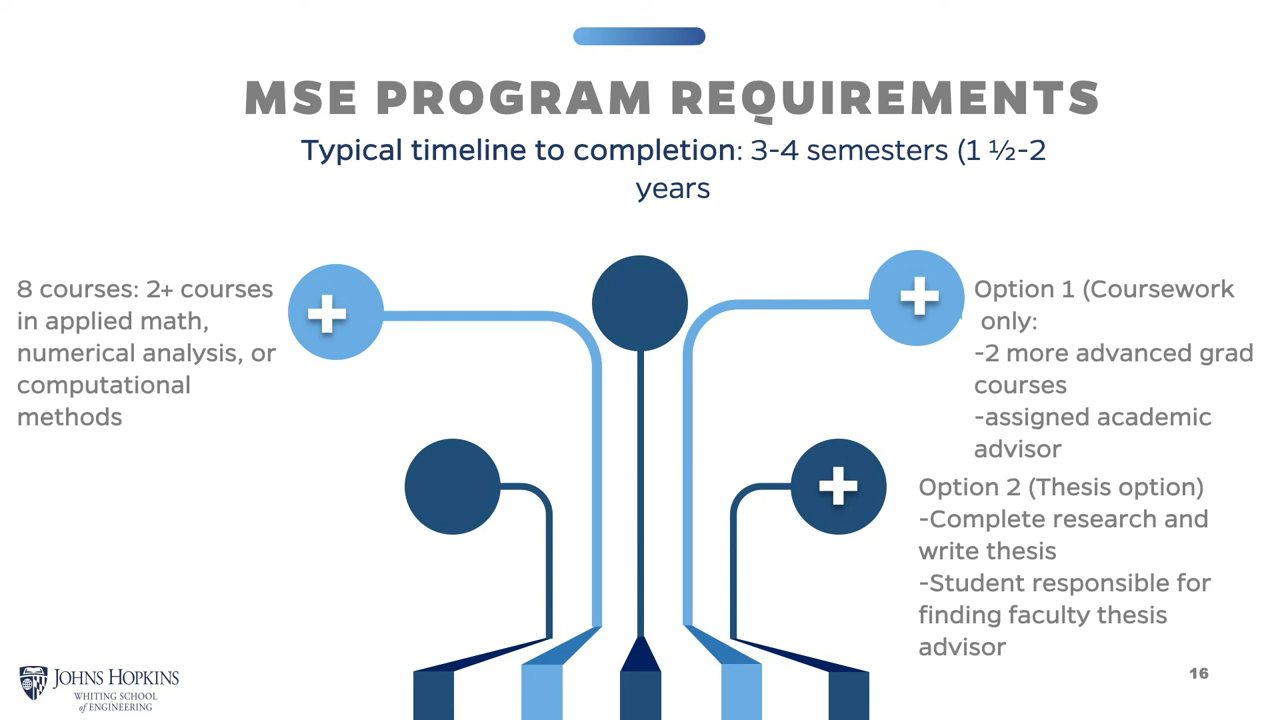 MSE PROGRAM REQUIREMENTS
Typical timeline to completion: 3-4 semesters (1 ½-2
years
8 courses: 2+ courses
in applied math,
numerical analysis, or
computational
methods
Option 1 (Coursework
only:
-2 more advanced grad
courses
-assigned academic
advisor
Option 2 (Thesis option)
-Complete research and
write thesis
-Student responsible for
finding faculty thesis
advisor
JOHNS HOPKINS
WHITING SCHOOL
of ENGINEERING
16